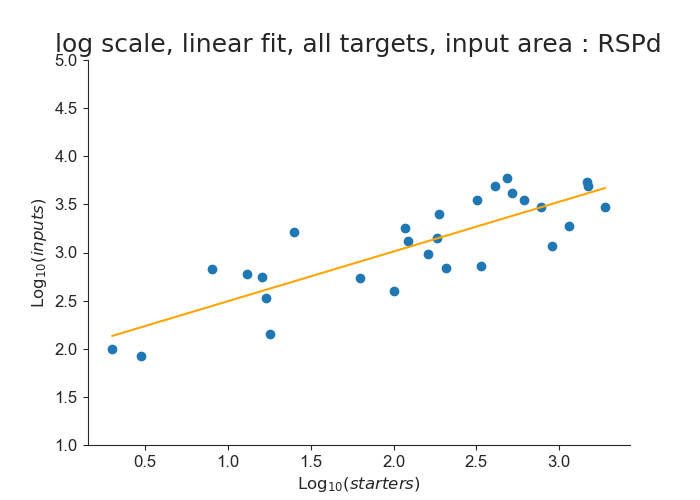 log scale, linear fit, all targets, input area : RSPd
5.0
4.5
4.0
3.5
3.0
2.5
2.0
1.5
1.0
Log₁₀(inputs)
0.5 1.0 1.5 2.0 2.5 3.0
Log₁₀(starters)